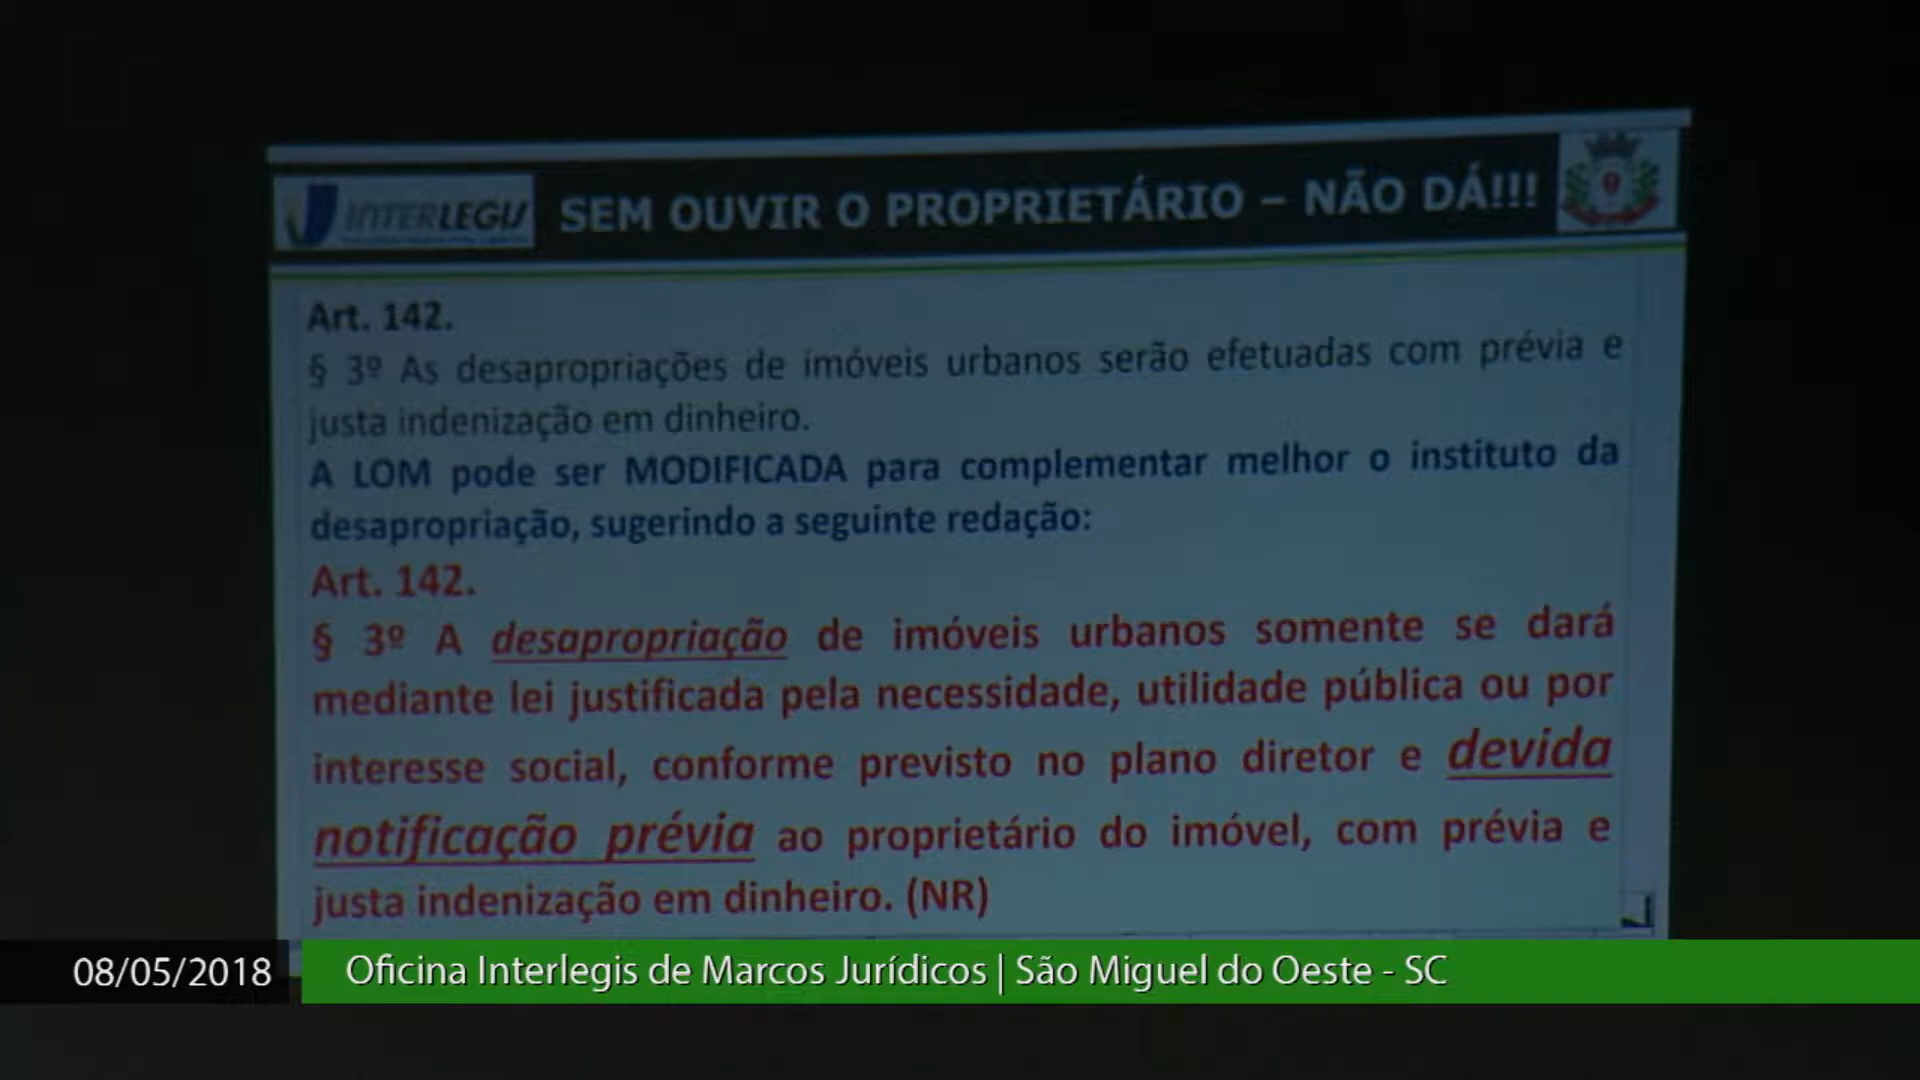 INTERLEGIS
SEM OUVIR O PROPRIETÁRIO – NÃO DÁ!!!
Art. 142.
§ 3º As desapropriações de imóveis urbanos serão efetuadas com prévia e
justa indenização em dinheiro.
A LOM pode ser MODIFICADA para complementar melhor o instituto da
desapropriação, sugerindo a seguinte redação:
Art. 142.
§ 3º A desapropriação de imóveis urbanos somente se dará
mediante lei justificada pela necessidade, utilidade pública ou por
interesse social, conforme previsto no plano diretor e devida
notificação prévia ao proprietário do imóvel, com prévia e
justa indenização em dinheiro. (NR)
08/05/2018
Oficina Interlegis de Marcos Jurídicos | São Miguel do Oeste - SC